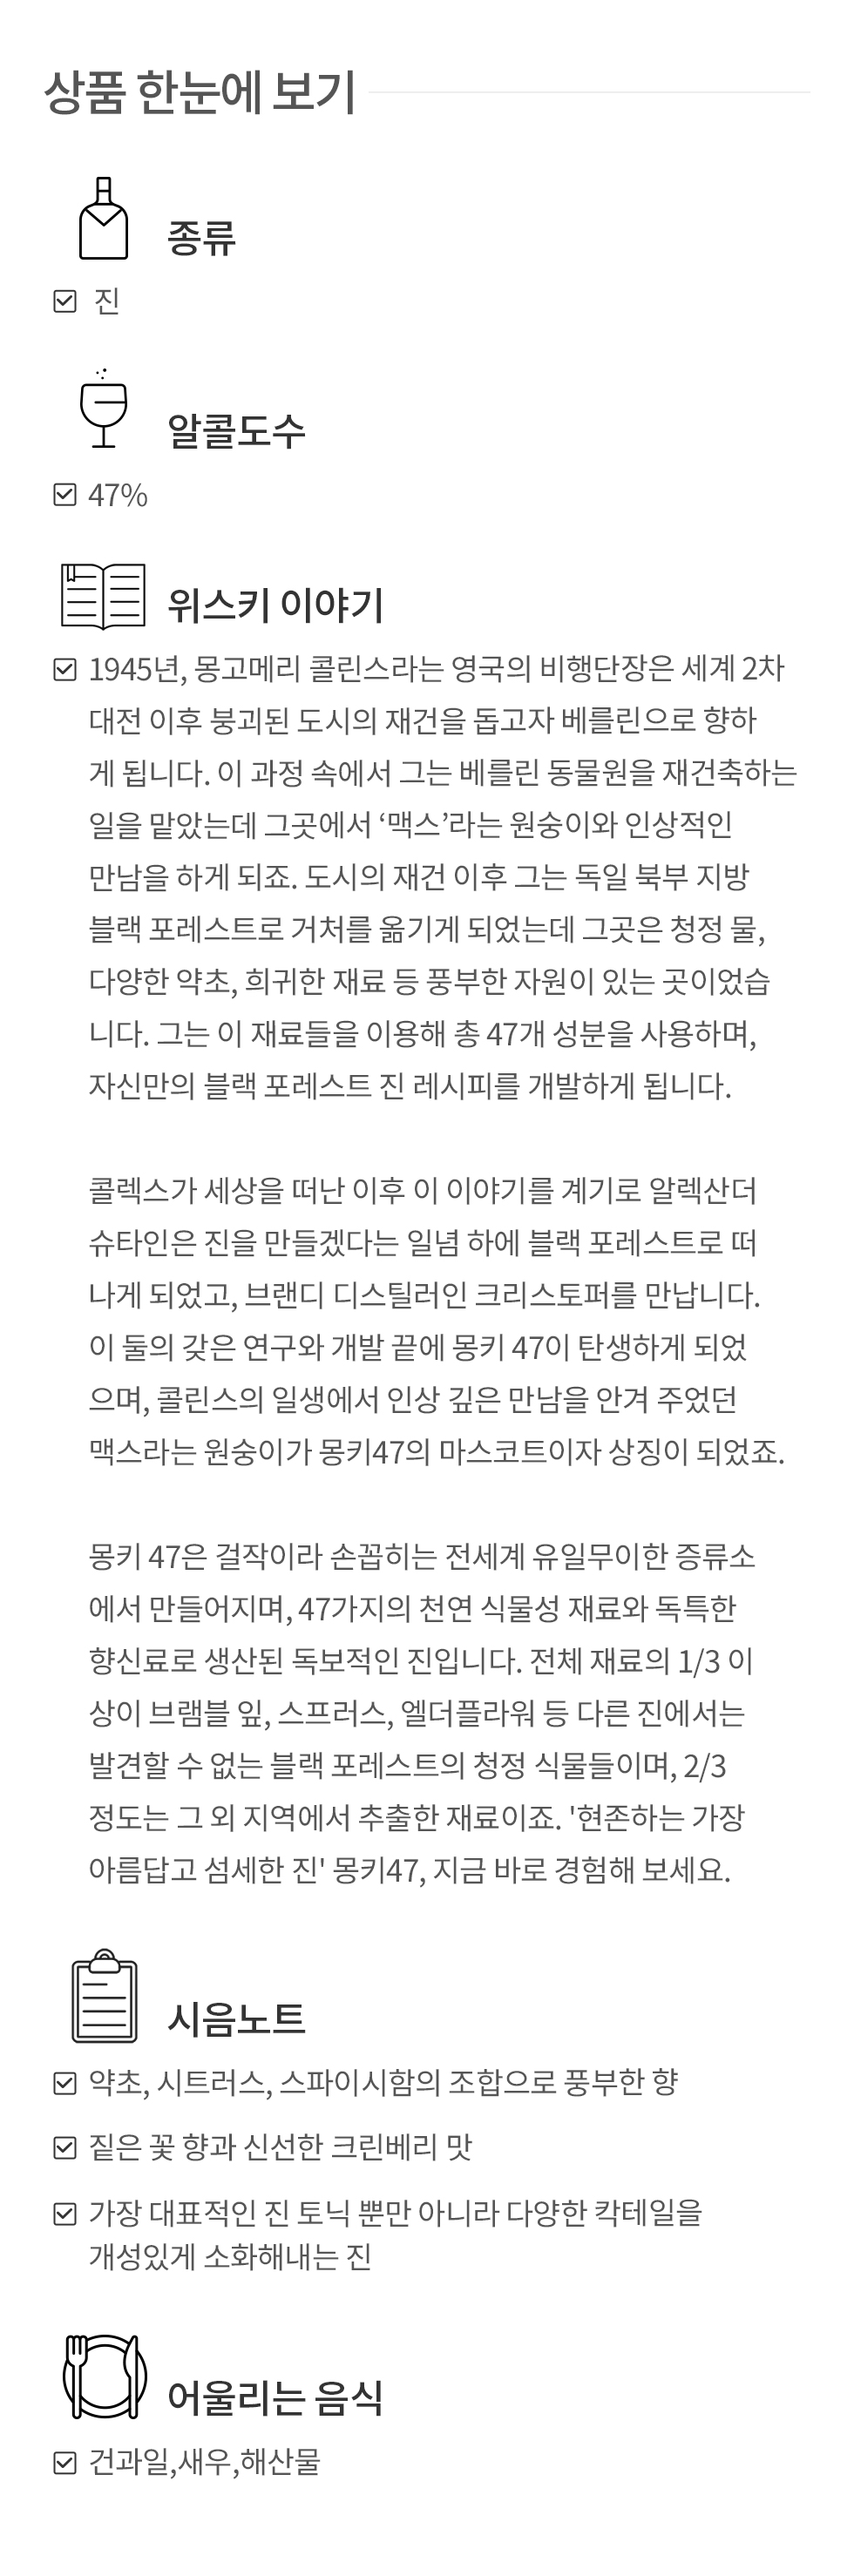 상품 한눈에 보기
종류
진
알콜도수
47%
위스키 이야기
1945년, 몽고메리 콜린스라는 영국의 비행단장은 세계 2차
대전 이후 붕괴된 도시의 재건을 돕고자 베를린으로 향하
게 됩니다. 이 과정 속에서 그는 베를린 동물원을 재건축하는
일을 맡았는데 그곳에서 ‘맥스’라는 원숭이와 인상적인
만남을 하게 되죠. 도시의 재건 이후 그는 독일 북부 지방
블랙 포레스트로 거처를 옮기게 되었는데 그곳은 청정 물,
다양한 약초, 희귀한 재료 등 풍부한 자원이 있는 곳이었습
니다. 그는 이 재료들을 이용해 총 47개 성분을 사용하며,
자신만의 블랙 포레스트 진 레시피를 개발하게 됩니다.
콜렉스가 세상을 떠난 이후 이 이야기를 계기로 알렉산더
슈타인은 진을 만들겠다는 일념 하에 블랙 포레스트로 떠
나게 되었고, 브랜디 디스틸러인 크리스토퍼를 만납니다.
이 둘의 갖은 연구와 개발 끝에 몽키 47이 탄생하게 되었
으며, 콜린스의 일생에서 인상 깊은 만남을 안겨 주었던
맥스라는 원숭이가 몽키47의 마스코트이자 상징이 되었죠.
몽키 47은 걸작이라 손꼽히는 전세계 유일무이한 증류소
에서 만들어지며, 47가지의 천연 식물성 재료와 독특한
향신료로 생산된 독보적인 진입니다. 전체 재료의 1/3 이
상이 브램블 잎, 스프러스, 엘더플라워 등 다른 진에서는
발견할 수 없는 블랙 포레스트의 청정 식물들이며, 2/3
정도는 그 외 지역에서 추출한 재료이죠. '현존하는 가장
아름답고 섬세한 진' 몽키47, 지금 바로 경험해 보세요.
시음노트
약초, 시트러스, 스파이시함의 조합으로 풍부한 향
짙은 꽃 향과 신선한 크린베리 맛
가장 대표적인 진 토닉 뿐만 아니라 다양한 칵테일을
개성있게 소화해내는 진
어울리는 음식
건과일,새우,해산물